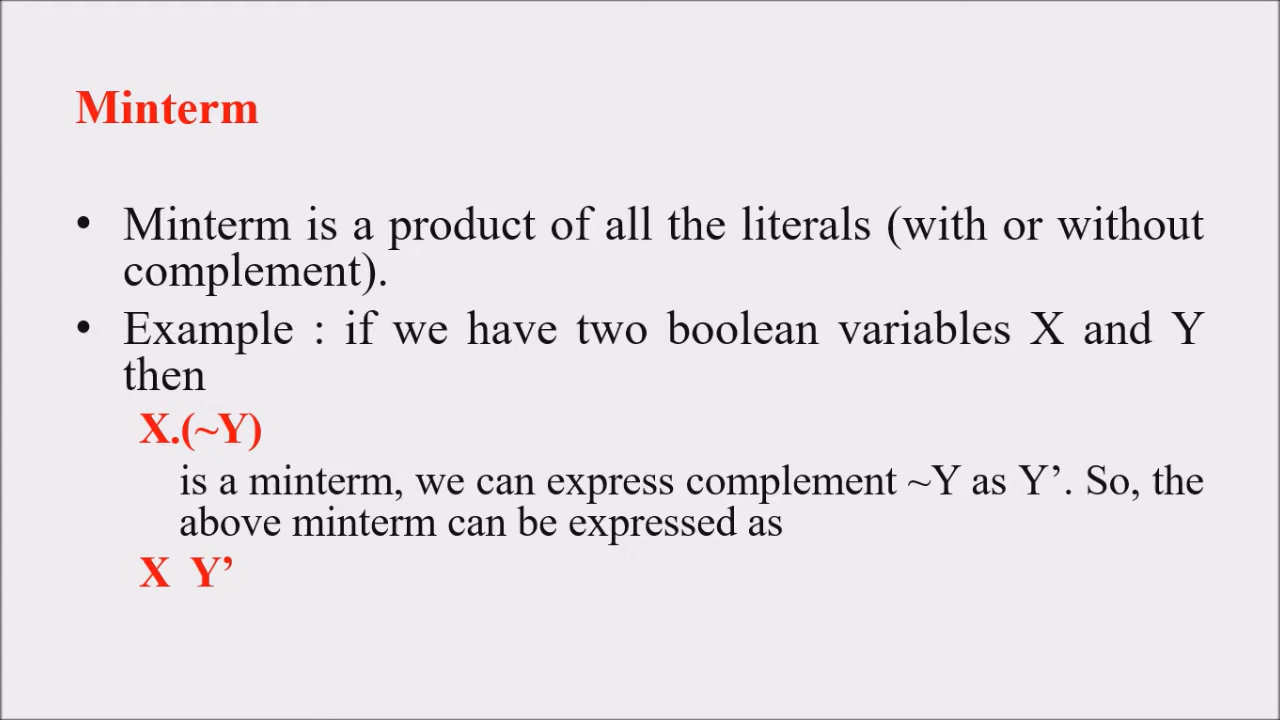 Minterm
• Minterm is a product of all the literals (with or without
complement).
• Example : if we have two boolean variables X and Y
then
X.(~Y)
is a minterm, we can express complement ~Y as Y’. So, the
above minterm can be expressed as
X Y’